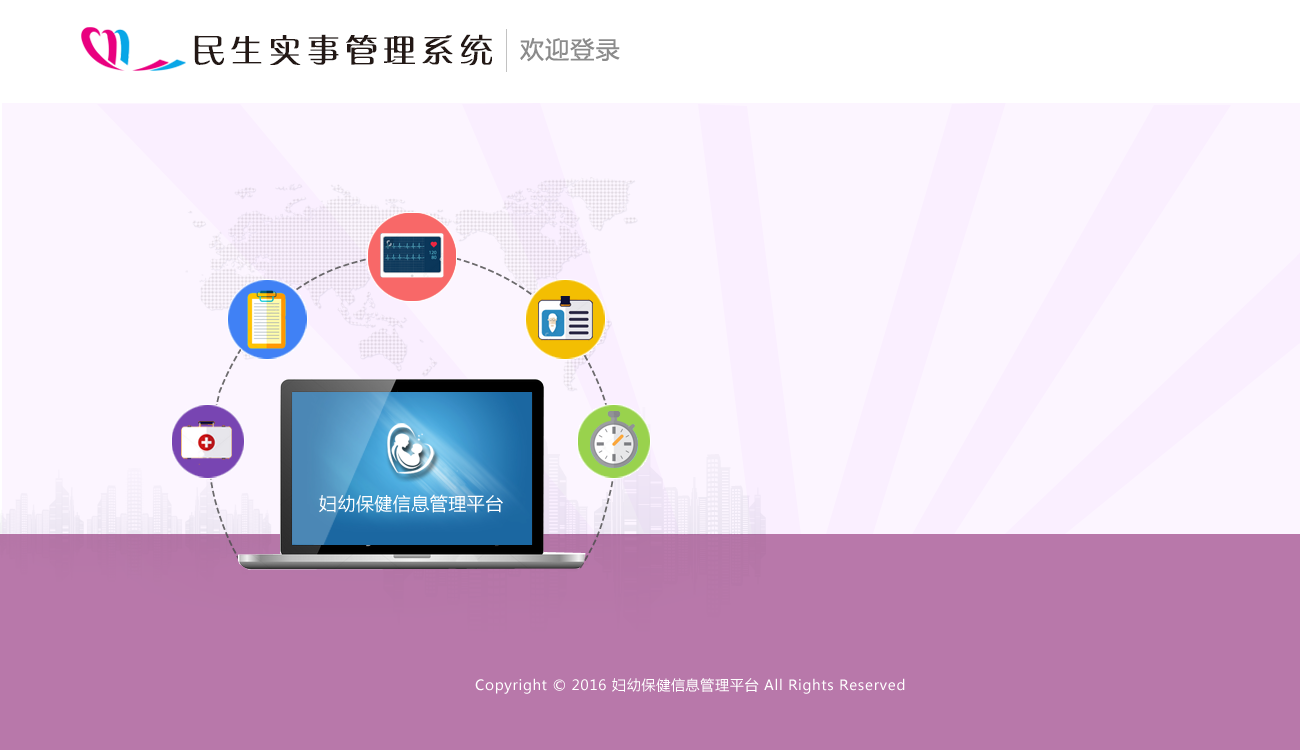 民生实事管理系统 欢迎登录
妇幼保健信息管理平台
Copyright © 2016 妇幼保健信息管理平台 All Rights Reserved